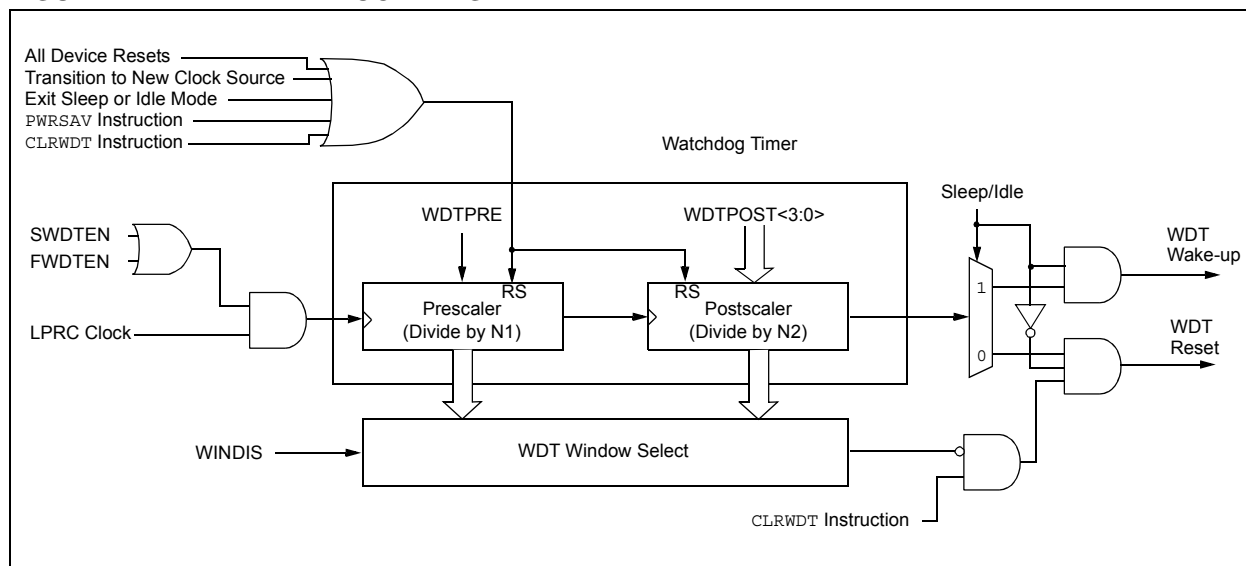 All Device Resets
Transition to New Clock Source
Exit Sleep or Idle Mode
PWRSAV Instruction
CLRWDT Instruction
Watchdog Timer
Sleep/Idle
WDTPRE
WDTPOST<3:0>
SWDTEN
FWDTEN
WDT
Wake-up
RS
RS
1
Prescaler
(Divide by N1)
Postscaler
(Divide by N2)
LPRC Clock
WDT
Reset
0
WINDIS
WDT Window Select
CLRWDT Instruction